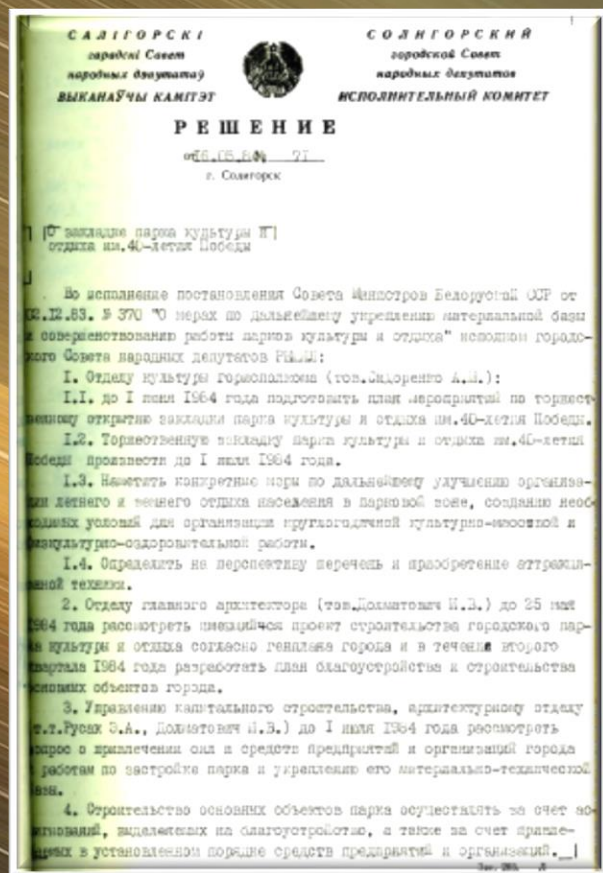 САЛІГОРСКІ
гарадскі Савет
народных дэпутатаў
ВЫКАНАЎЧЫ КАМІТЭТ
СОЛИГОРСКИЙ
городской Совет
народных депутатов
ИСПОЛНИТЕЛЬНЫЙ КОМИТЕТ
РЕШЕНИЕ
от 16.05.84 № 71
г. Солигорск
О закладке парка культуры и
отдыха им.40-летия Победы
Во исполнение постановления Совета Министров Белорусской ССР от
02.12.83. № 370 "О мерах по дальнейшему укреплению материальной базы
и совершенствованию работы парков культуры и отдыха" исполком городс-
кого Совета народных депутатов РЕШИЛ:
I. Отделу культуры горисполкома (тов.Сидоренко А.М.):
I.I. до I июня 1984 года подготовить план мероприятий по торжест-
венному открытию закладки парка культуры и отдыха им.40-летия Победы.
I.2. Торжественную закладку парка культуры и отдыха им.40-летия
Победы произвести до I июля 1984 года.
I.3. Наметить конкретные меры по дальнейшему улучшению организа-
ции летнего и зимнего отдыха населения в парковой зоне, созданию необ-
ходимых условий для организации круглогодичной культурно-массовой и
физкультурно-оздоровительной работы.
I.4. Определить на перспективу перечень и приобретение аттракци-
онной техники.
2. Отделу главного архитектора (тов.Долматович И.В.) до 25 мая
1984 года рассмотреть имеющийся проект строительства городского пар-
ка культуры и отдыха согласно генплана города и в течение второго
квартала 1984 года разработать план благоустройства и строительства
основных объектов города.
3. Управлению капитального строительства, архитектурному отделу
(т.т.Русак Э.А., Долматович И.В.) до I июля 1984 года рассмотреть
вопрос о привлечении сил и средств предприятий и организаций города
к работам по застройке парка и укреплению его материально-технической
базы.
4. Строительство основных объектов парка осуществлять за счет ас-
сигнований, выделяемых на благоустройство, а также за счет привле-
каемых в установленном порядке средств предприятий и организаций.
Зак.